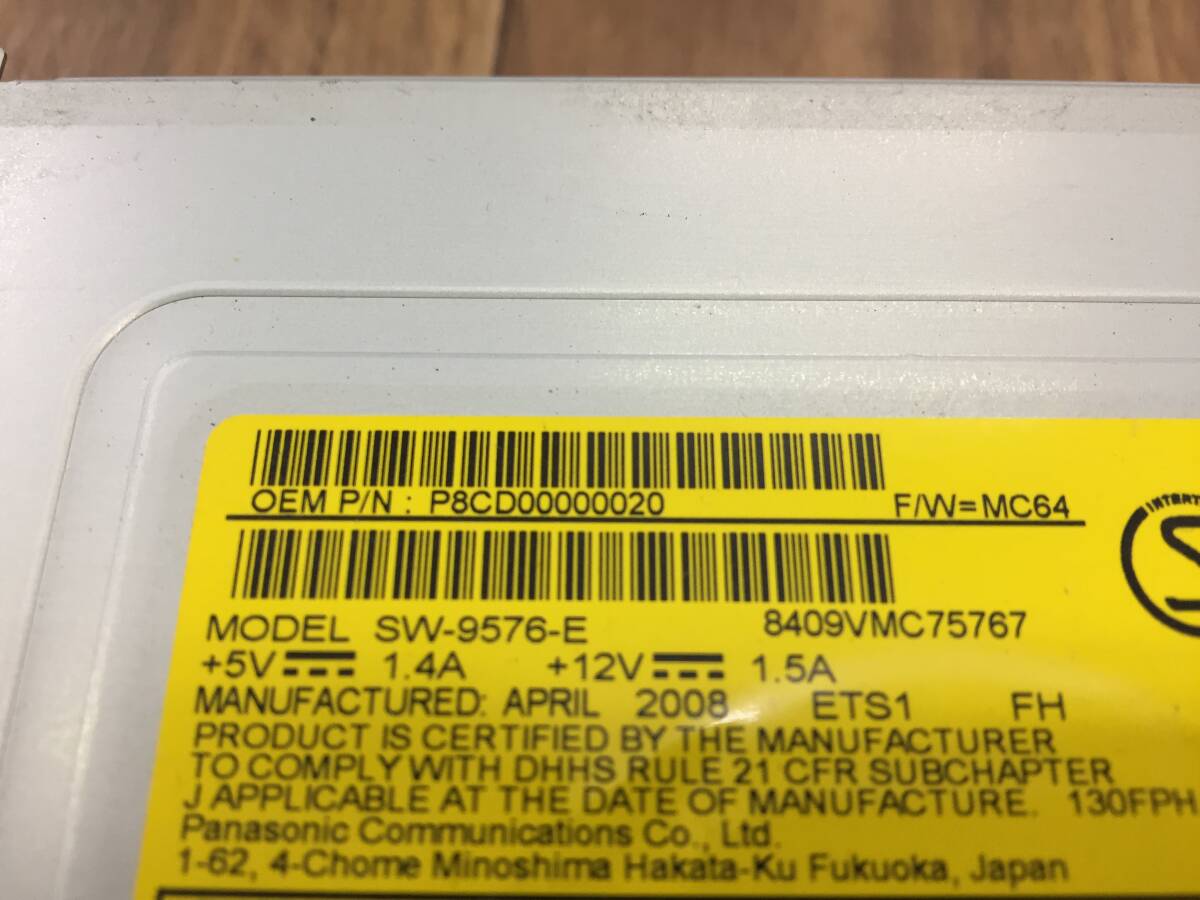 OEM P/N : P8CD00000020 F/W=MC64
INTERT
MODEL SW-9576-E 8409VMC75767
+5V 1.4A +12V 1.5A
MANUFACTURED: APRIL 2008 ETS1 FH
PRODUCT IS CERTIFIED BY THE MANUFACTURER
TO COMPLY WITH DHHS RULE 21 CFR SUBCHAPTER
J APPLICABLE AT THE DATE OF MANUFACTURE. 130FPH
Panasonic Communications Co., Ltd.
1-62, 4-Chome Minoshima Hakata-Ku Fukuoka, Japan